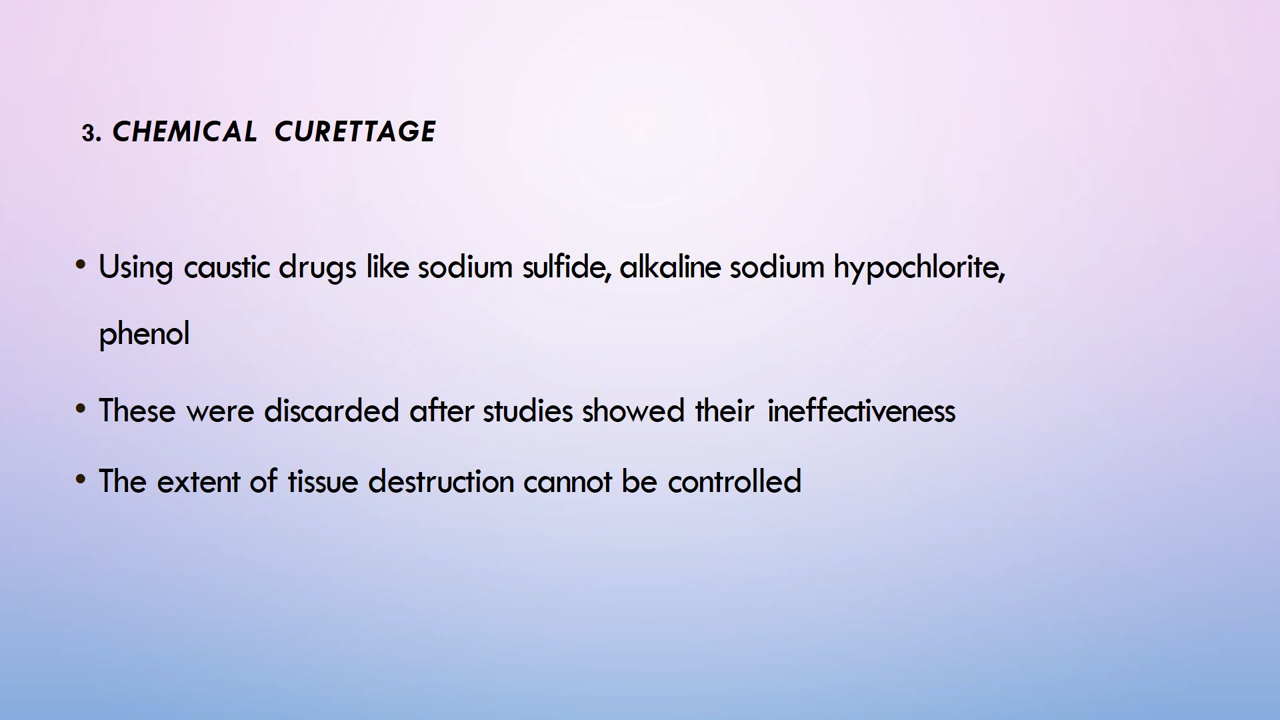 3. CHEMICAL CURETTAGE
• Using caustic drugs like sodium sulfide, alkaline sodium hypochlorite,
phenol
• These were discarded after studies showed their ineffectiveness
• The extent of tissue destruction cannot be controlled